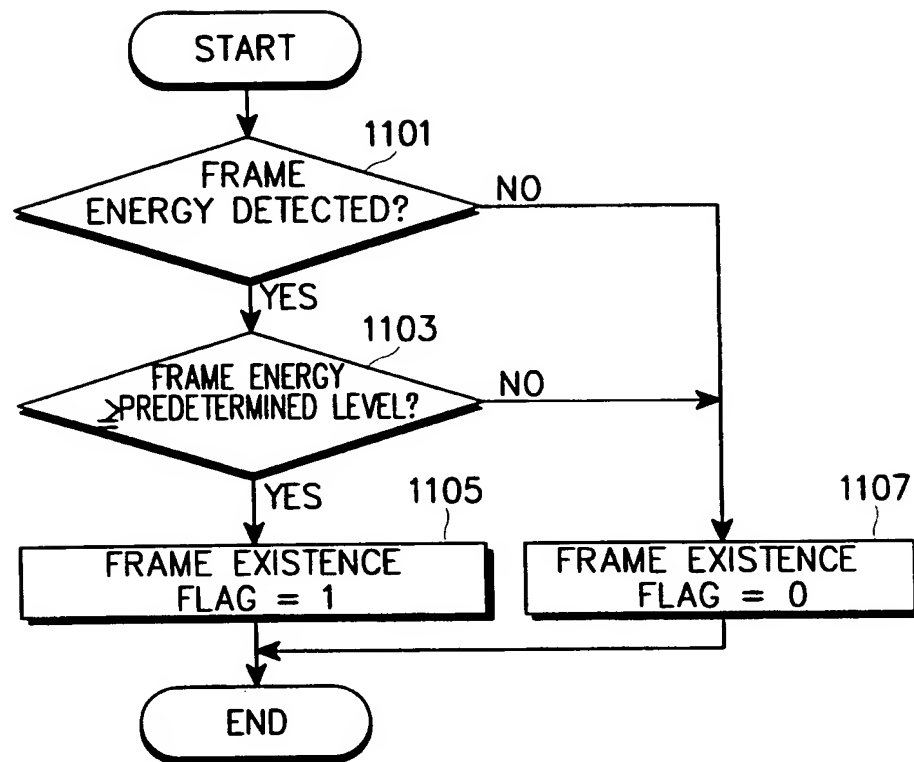 START
1101
FRAME
ENERGY DETECTED?
NO
YES
1103
FRAME ENERGY
≥PREDETERMINED LEVEL?
NO
YES
1105
FRAME EXISTENCE
FLAG = 1
1107
FRAME EXISTENCE
FLAG = 0
END